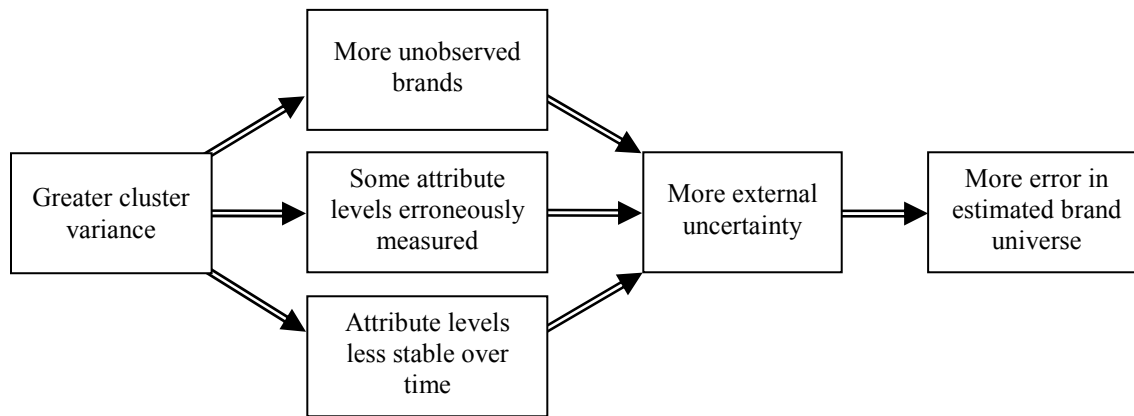 Greater cluster
variance
More unobserved
brands
Some attribute
levels erroneously
measured
Attribute levels
less stable over
time
More external
uncertainty
More error in
estimated brand
universe